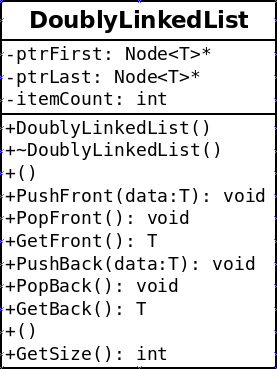 DoublyLinkedList
-ptrFirst: Node<T>*
-ptrLast: Node<T>*
-itemCount: int
+DoublyLinkedList()
+~DoublyLinkedList()
+()
+PushFront(data:T): void
+PopFront(): void
+GetFront(): T
+PushBack(data:T): void
+PopBack(): void
+GetBack(): T
+()
+GetSize(): int